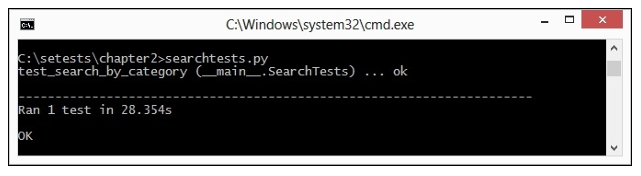 C:\Windows\system32\cmd.exe
C:\setests\chapter2>searchtests.py
test_search_by_category (__main__.SearchTests) ... ok
----------------------------------------------------------------------
Ran 1 test in 28.354s
OK